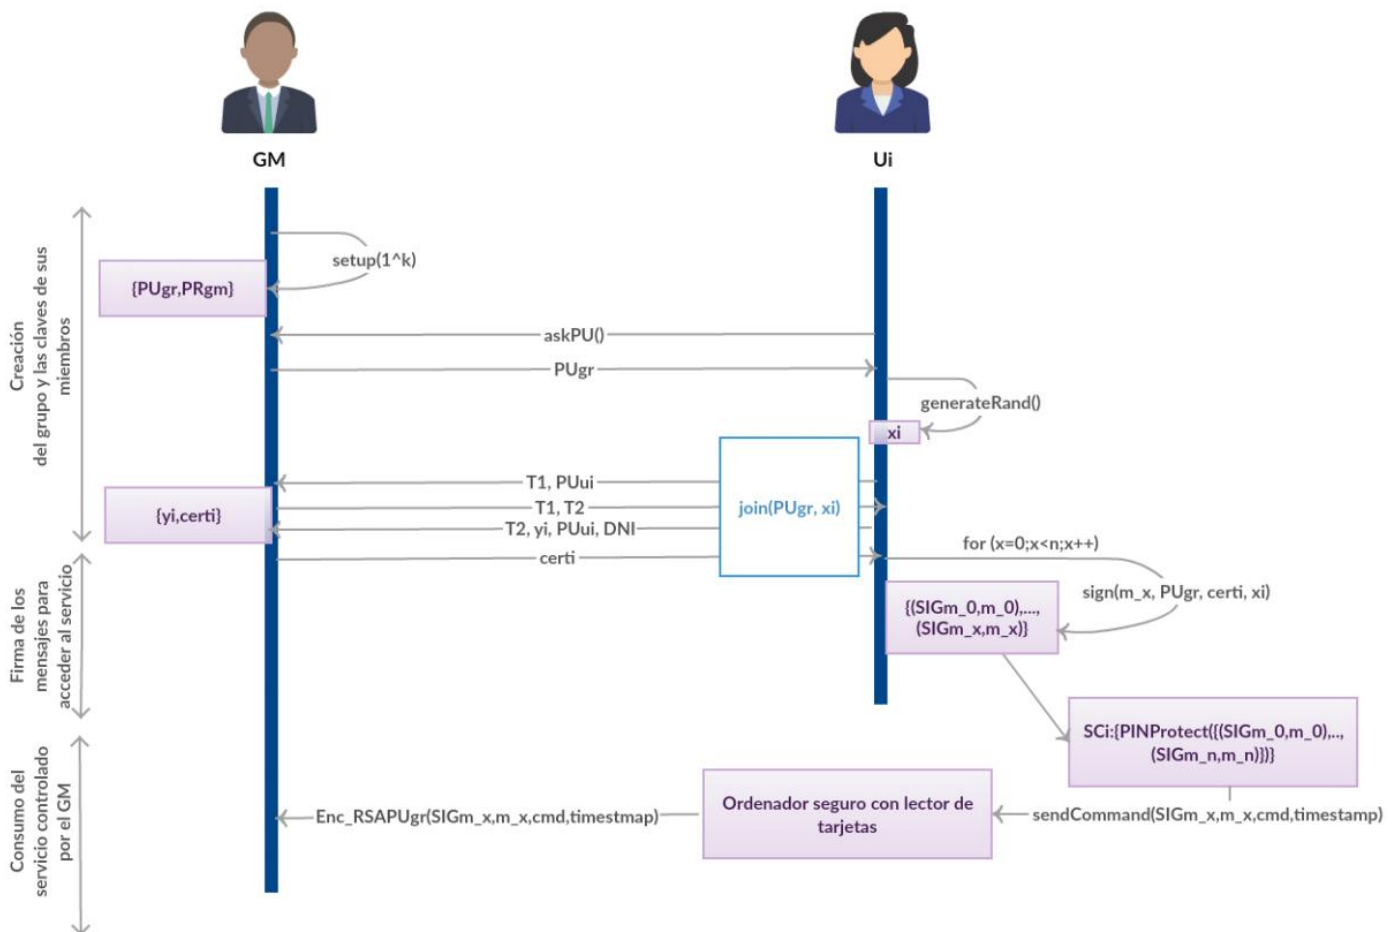 GM
Ui
Creación
del grupo y las claves de sus
miembros
setup(1^k)
{PUgr,PRgm}
askPU()
PUgr
generateRand()
xi
join(PUgr, xi)
T1, PUui
T1, T2
T2, yi, PUui, DNI
{yi,certi}
certi
Firma de los
mensajes para
acceder al servicio
for (x=0;x<n;x++)
sign(m_x, PUgr, certi, xi)
{(SIGm_0,m_0),...,
(SIGm_x,m_x)}
SCi:{PINProtect({(SIGm_0,m_0),..,
(SIGm_n,m_n)})}
Consumo del
servicio controlado
por el GM
sendCommand(SIGm_x,m_x,cmd,timestamp)
Ordenador seguro con lector de
tarjetas
Enc_RSAPUgr(SIGm_x,m_x,cmd,timestmap)